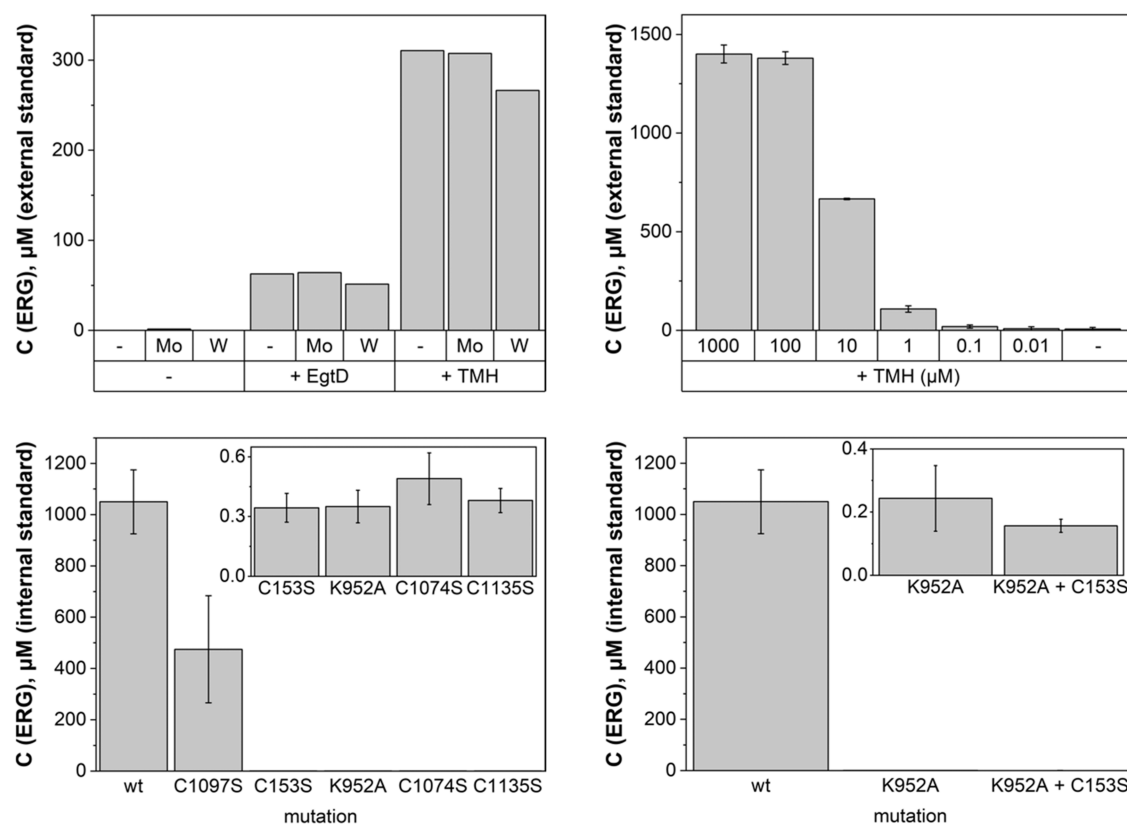 C (ERG), µM (external standard)
300
200
100
0
- Mo W - Mo W - Mo W
- + EgtD + TMH
C (ERG), µM (external standard)
1500
1000
500
0
1000 100 10 1 0.1 0.01 -
+ TMH (µM)
C (ERG), µM (internal standard)
1200
1000
800
600
400
200
0
0.6
0.3
0.0
C153S K952A C1074S C1135S
wt C1097S C153S K952A C1074S C1135S
mutation
C (ERG), µM (internal standard)
1200
1000
800
600
400
200
0
0.4
0.2
0.0
K952A K952A + C153S
wt K952A K952A + C153S
mutation